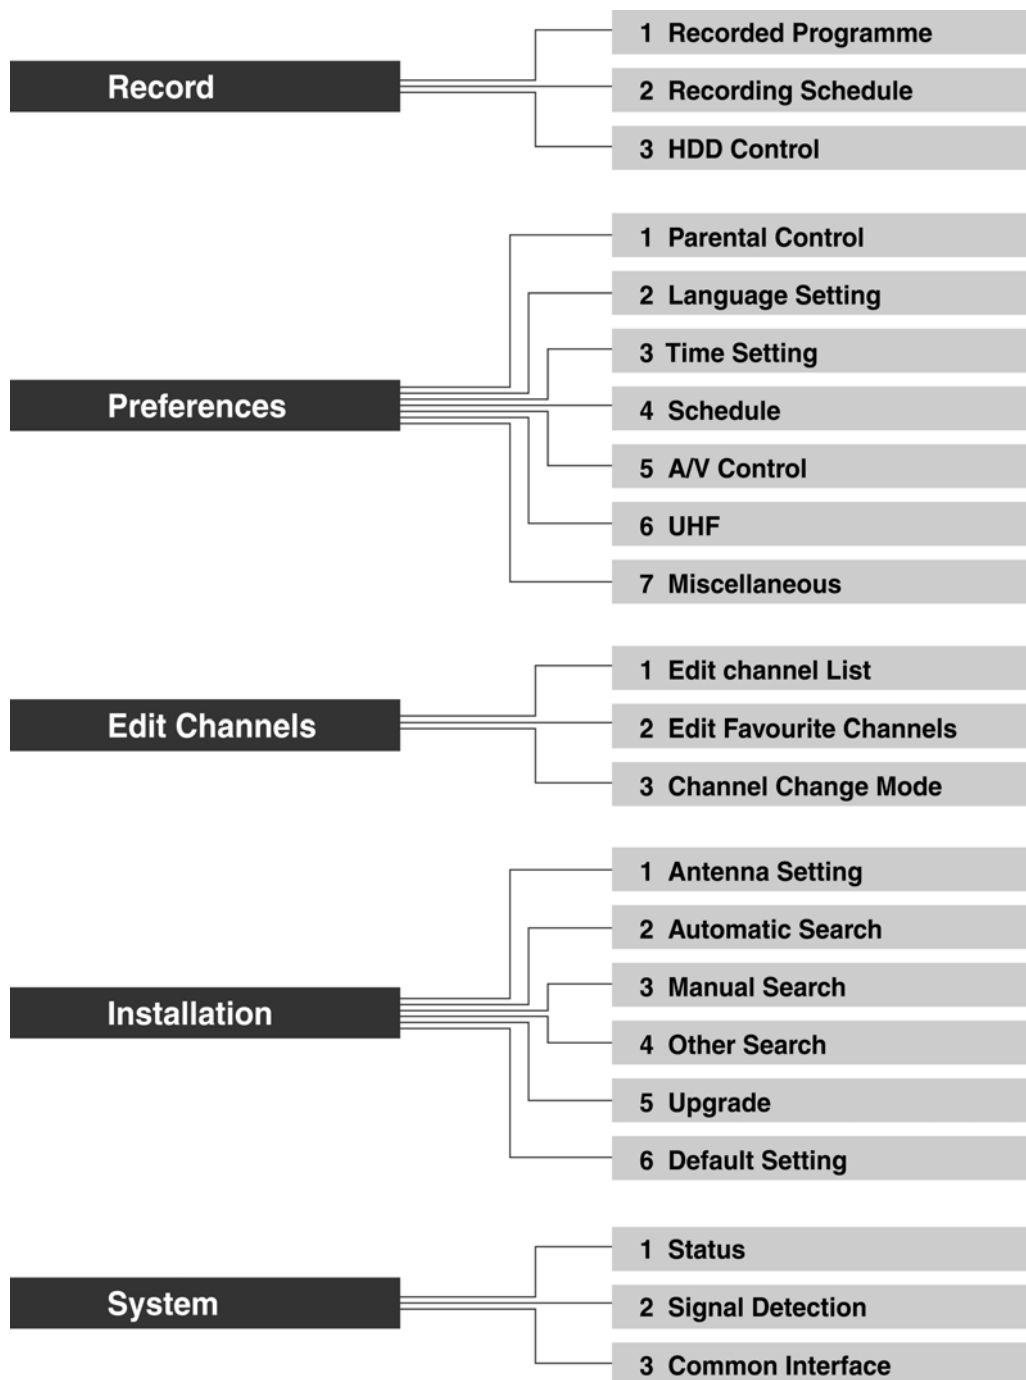 Record
1 Recorded Programme
2 Recording Schedule
3 HDD Control
Preferences
1 Parental Control
2 Language Setting
3 Time Setting
4 Schedule
5 A/V Control
6 UHF
7 Miscellaneous
Edit Channels
1 Edit channel List
2 Edit Favourite Channels
3 Channel Change Mode
Installation
1 Antenna Setting
2 Automatic Search
3 Manual Search
4 Other Search
5 Upgrade
6 Default Setting
System
1 Status
2 Signal Detection
3 Common Interface